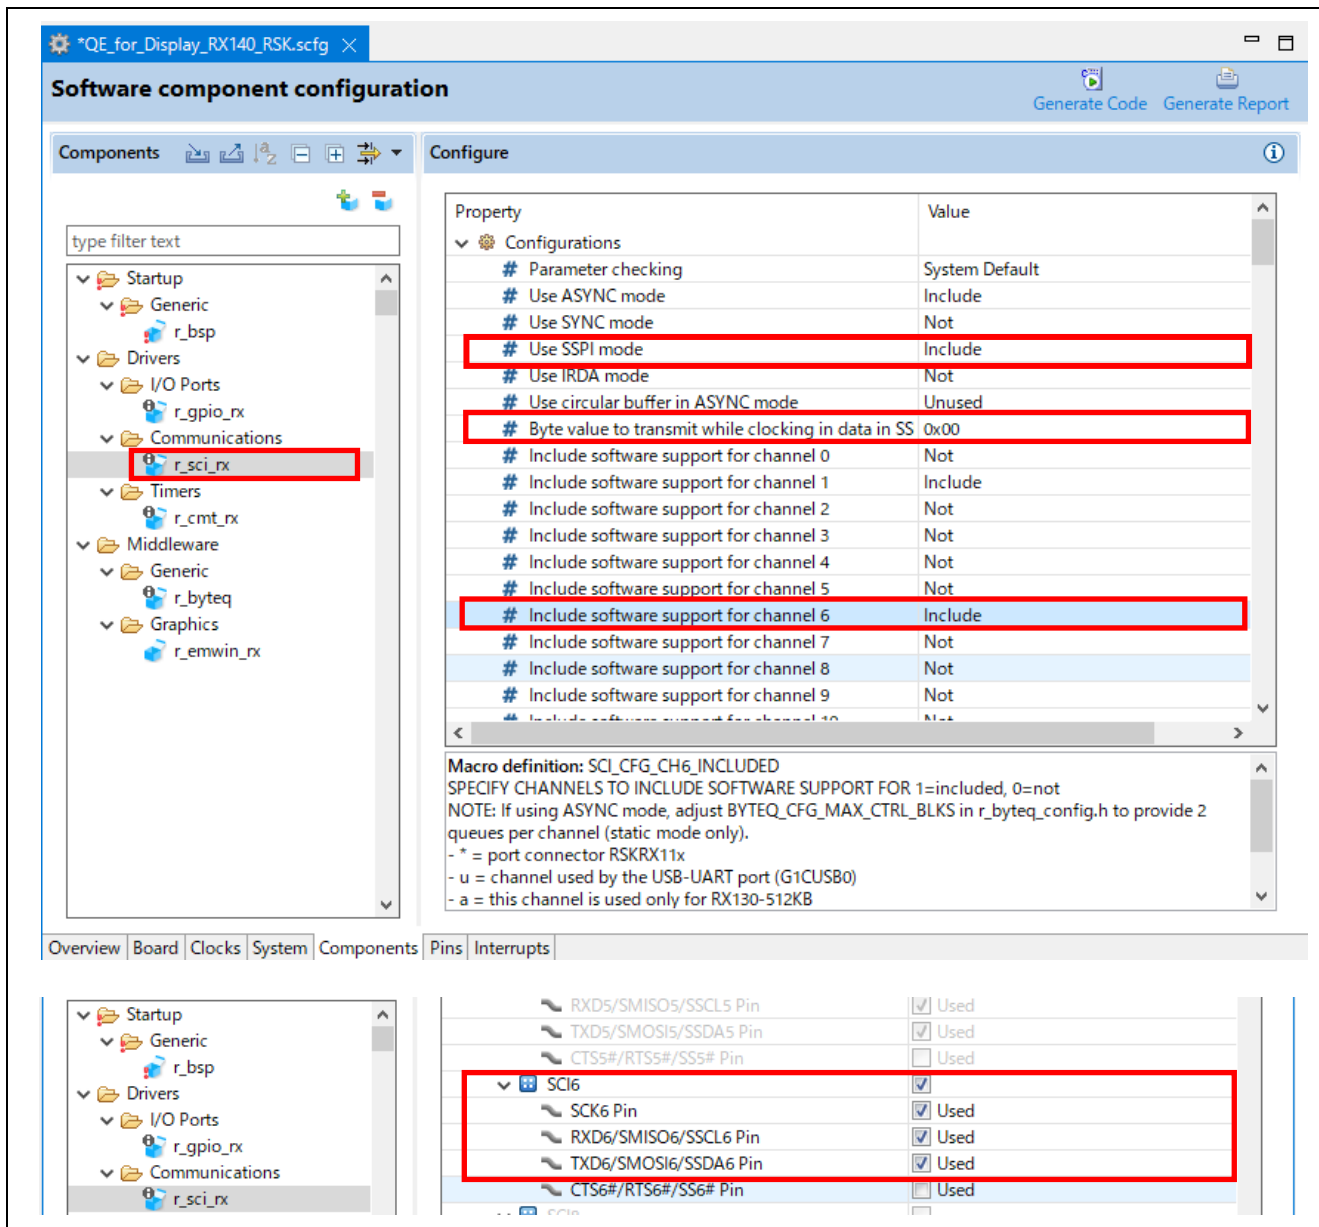 *QE_for_Display_RX140_RSK.scfg
Software component configuration
Generate Code Generate Report
Components
Configure
type filter text
Startup
Generic
r_bsp
Drivers
I/O Ports
r_gpio_rx
Communications
r_sci_rx
Timers
r_cmt_rx
Middleware
Generic
r_byteq
Graphics
r_emwin_rx
Property Value
Configurations
# Parameter checking System Default
# Use ASYNC mode Include
# Use SYNC mode Not
# Use SSPI mode Include
# Use IRDA mode Not
# Use circular buffer in ASYNC mode Unused
# Byte value to transmit while clocking in data in SS 0x00
# Include software support for channel 0 Not
# Include software support for channel 1 Include
# Include software support for channel 2 Not
# Include software support for channel 3 Not
# Include software support for channel 4 Not
# Include software support for channel 5 Not
# Include software support for channel 6 Include
# Include software support for channel 7 Not
# Include software support for channel 8 Not
# Include software support for channel 9 Not
# Include software support for channel 10 Not
Macro definition: SCI_CFG_CH6_INCLUDED
SPECIFY CHANNELS TO INCLUDE SOFTWARE SUPPORT FOR 1=included, 0=not
NOTE: If using ASYNC mode, adjust BYTEQ_CFG_MAX_CTRL_BLKS in r_byteq_config.h to provide 2
queues per channel (static mode only).
- * = port connector RSKRX11x
- u = channel used by the USB-UART port (G1CUSB0)
- a = this channel is used only for RX130-512KB
Overview Board Clocks System Components Pins Interrupts
Startup
Generic
r_bsp
Drivers
I/O Ports
r_gpio_rx
Communications
r_sci_rx
RXD5/SMISO5/SSCL5 Pin Used
TXD5/SMOSI5/SSDA5 Pin Used
CTS5#/RTS5#/SS5# Pin Used
SCI6
SCK6 Pin Used
RXD6/SMISO6/SSCL6 Pin Used
TXD6/SMOSI6/SSDA6 Pin Used
CTS6#/RTS6#/SS6# Pin Used